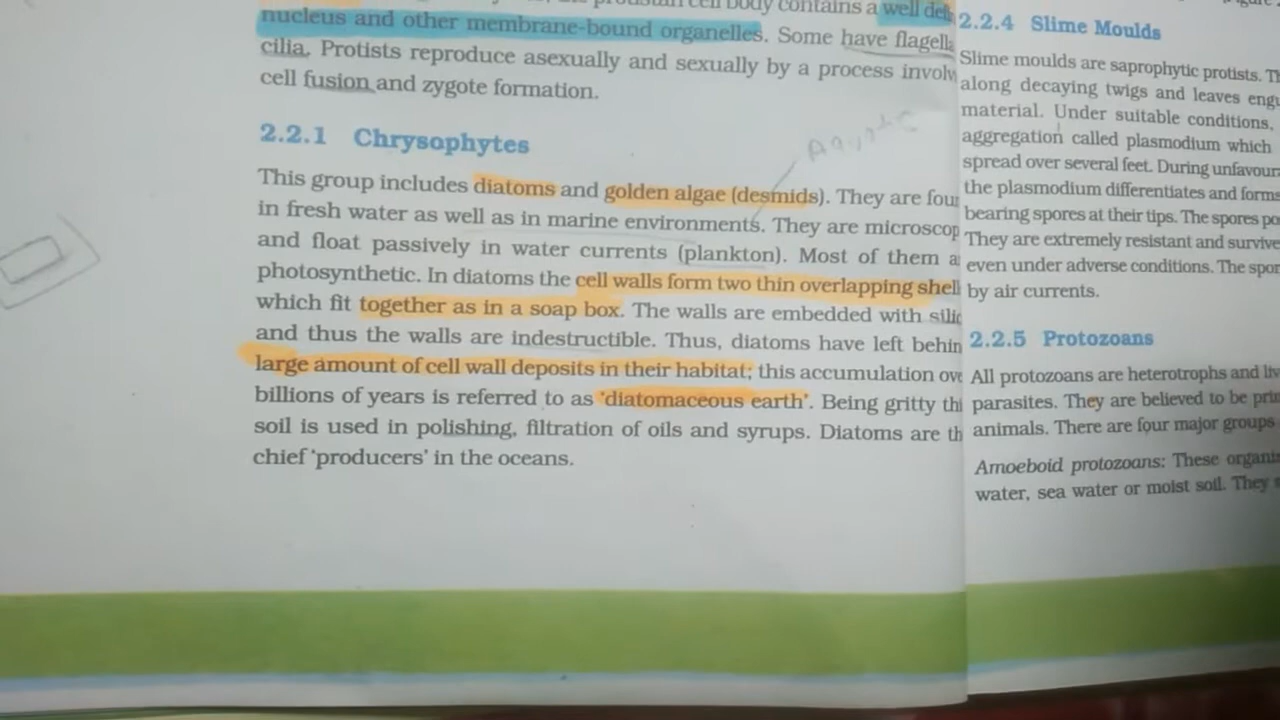 cell body contains a well
nucleus and other membrane-bound organelles. Some have flagella
cilia. Protists reproduce asexually and sexually by a process
cell fusion and zygote formation.
2.2.1 Chrysophytes
This group includes diatoms and golden algae (desmids). They are
in fresh water as well as in marine environments. They are
and float passively in water currents (plankton). Most of them
photosynthetic. In diatoms the cell walls form two thin overlapping
which fit together as in a soap box. The walls are embedded with
and thus the walls are indestructible. Thus, diatoms have left
large amount of cell wall deposits in their habitat; this accumulation
billions of years is referred to as 'diatomaceous earth'. Being gritty
soil is used in polishing, filtration of oils and syrups. Diatoms are
chief 'producers' in the oceans.
2.2.4 Slime Moulds
Slime moulds are saprophytic protists.
along decaying twigs and leaves
material. Under suitable conditions,
aggregation called plasmodium which
spread over several feet. During
the plasmodium differentiates and forms
bearing spores at their tips. The spores
They are extremely resistant and survive
even under adverse conditions. The
by air currents.
2.2.5 Protozoans
All protozoans are heterotrophs and
parasites. They are believed to be
animals. There are four major groups
Amoeboid protozoans: These
water, sea water or moist soil. They